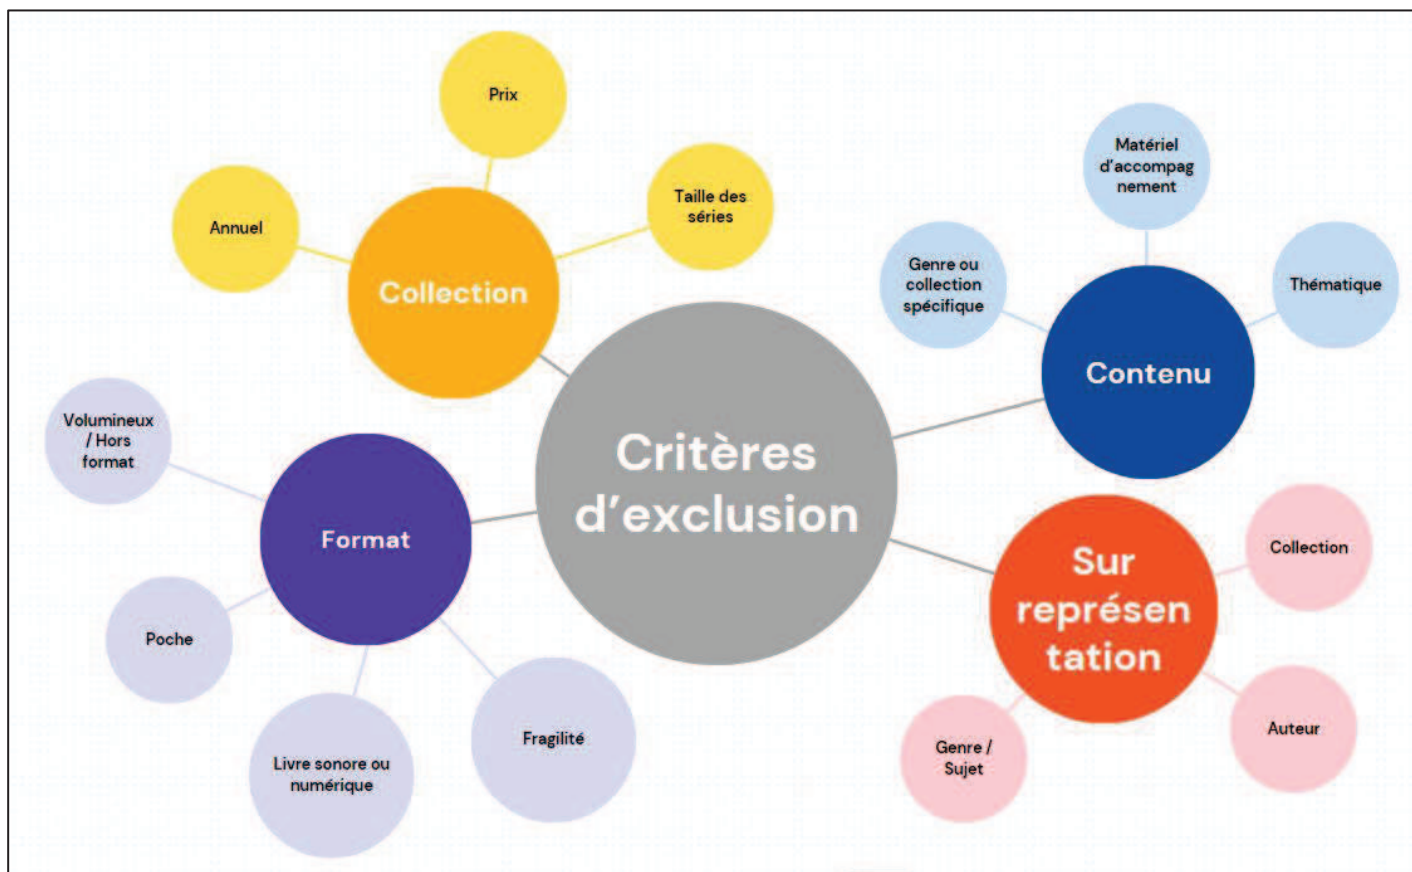 Critères
d'exclusion
Collection
Annuel
Prix
Taille des
séries
Format
Volumineux
/ Hors
format
Poche
Livre sonore ou
numérique
Fragilité
Contenu
Genre ou
collection
spécifique
Matériel
d'accompag
nement
Thématique
Sur
représen
tation
Collection
Auteur
Genre /
Sujet